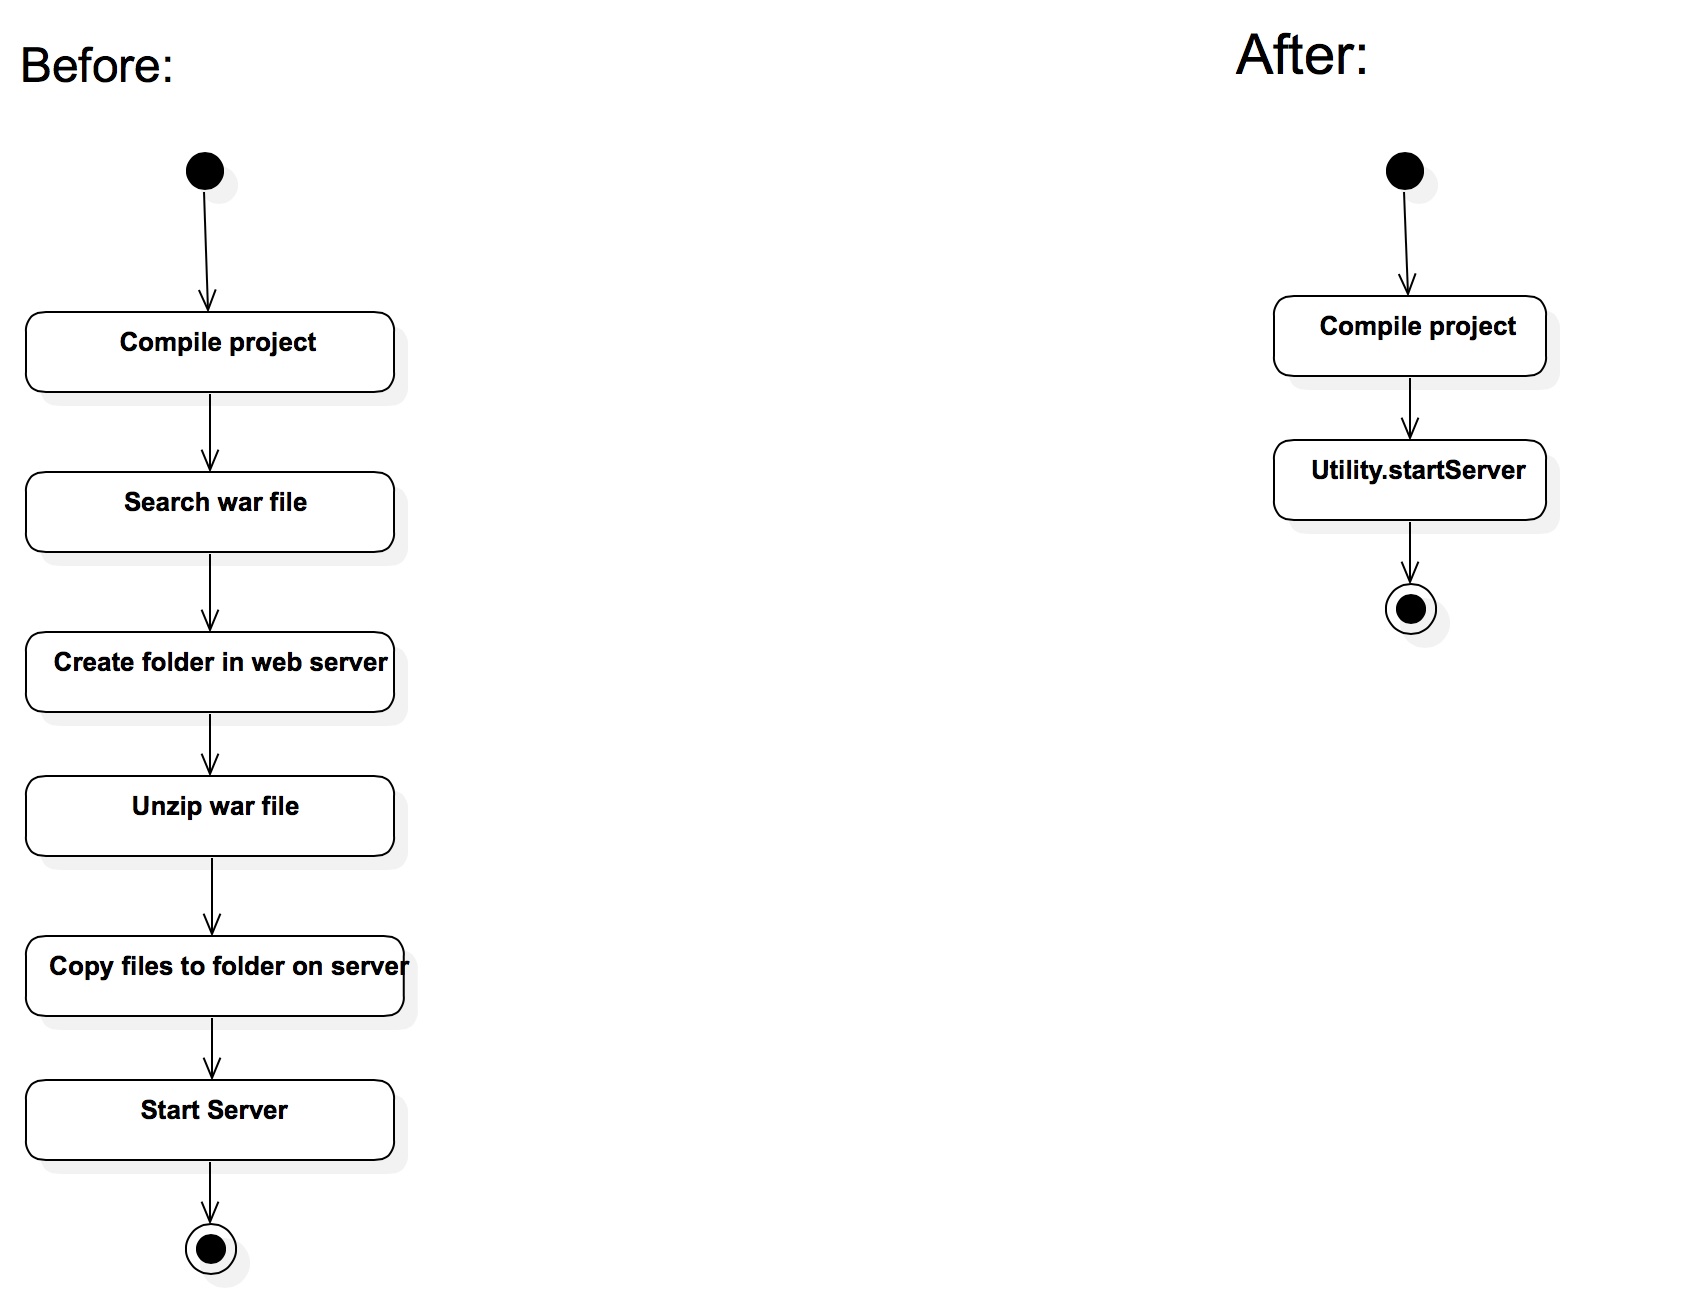 Before:
Compile project
Search war file
Create folder in web server
Unzip war file
Copy files to folder on server
Start Server
After:
Compile project
Utility.startServer